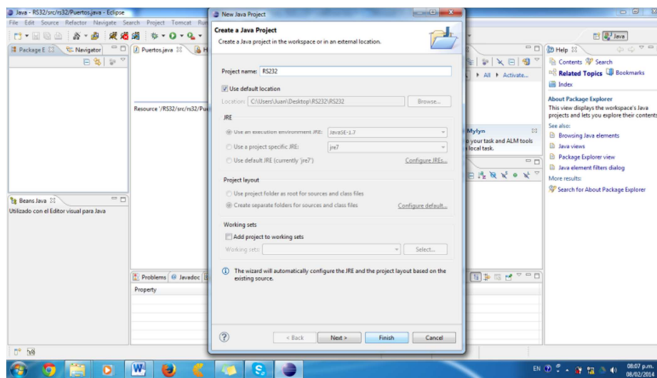 Java - RS32/src/rs32/Puertos.java - Eclipse
File Edit Source Refactor Navigate Search Project Tomcat Run
Java
Package E
Navigator
Puertos.java
Resource '/RS32/src/rs32/Puer
Beans Java
Utilizado con el Editor visual para Java
Problems
Javadoc
Property
New Java Project
Create a Java Project
Create a Java project in the workspace or in an external location.
Project name: RS232
Use default location
Location: C:\Users\Juan\Desktop\RS232\RS232
Browse...
JRE
Use an execution environment JRE: JavaSE-1.7
Use a project specific JRE: jre7
Use default JRE (currently 'jre7')
Configure JREs...
Project layout
Use project folder as root for sources and class files
Create separate folders for sources and class files
Configure default...
Working sets
Add project to working sets
Working sets:
Select...
The wizard will automatically configure the JRE and the project layout based on the
existing source.
< Back
Next >
Finish
Cancel
All
Activate...
Mylyn
your task and ALM tools
local task.
Help
Contents
Search
Related Topics
Bookmarks
Index
About Package Explorer
This view displays the workspace's Java
projects and lets you explore their contents
See also:
Browsing Java elements
Java views
Package Explorer view
Java element filters dialog
More results:
Search for About Package Explorer
EN
08:07 p.m.
08/02/2014